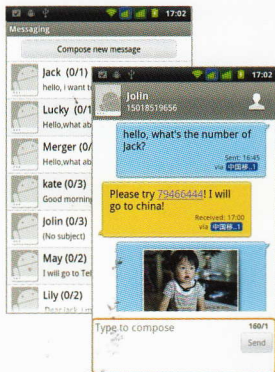 17:02
Messaging
Compose new message
Jack (0/1)
hello, i want t
Lucky (0/1
Hello,what ab
Merger (0/
Hello,what ab
kate (0/3)
Good morning
Jolin (0/3)
(No subject)
May (0/2)
I will go to Tel
Lily (0/2)
Dear Jack, i m
17:02
Jolin
15018519656
hello, what's the number of
Jack?
Sent: 16:45
via 中国移..1
Please try 79466444! I will
go to china!
Received: 17:00
via 中国移..1
Type to compose
160/1
Send